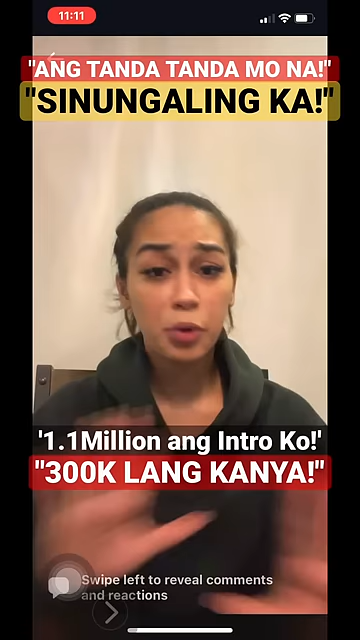 11:11
"ANG TANDA TANDA MO NA!"
"SINUNGALING KA!"
'1.1Million ang Intro Ko!'
"300K LANG KANYA!"
Swipe left to reveal comments
and reactions